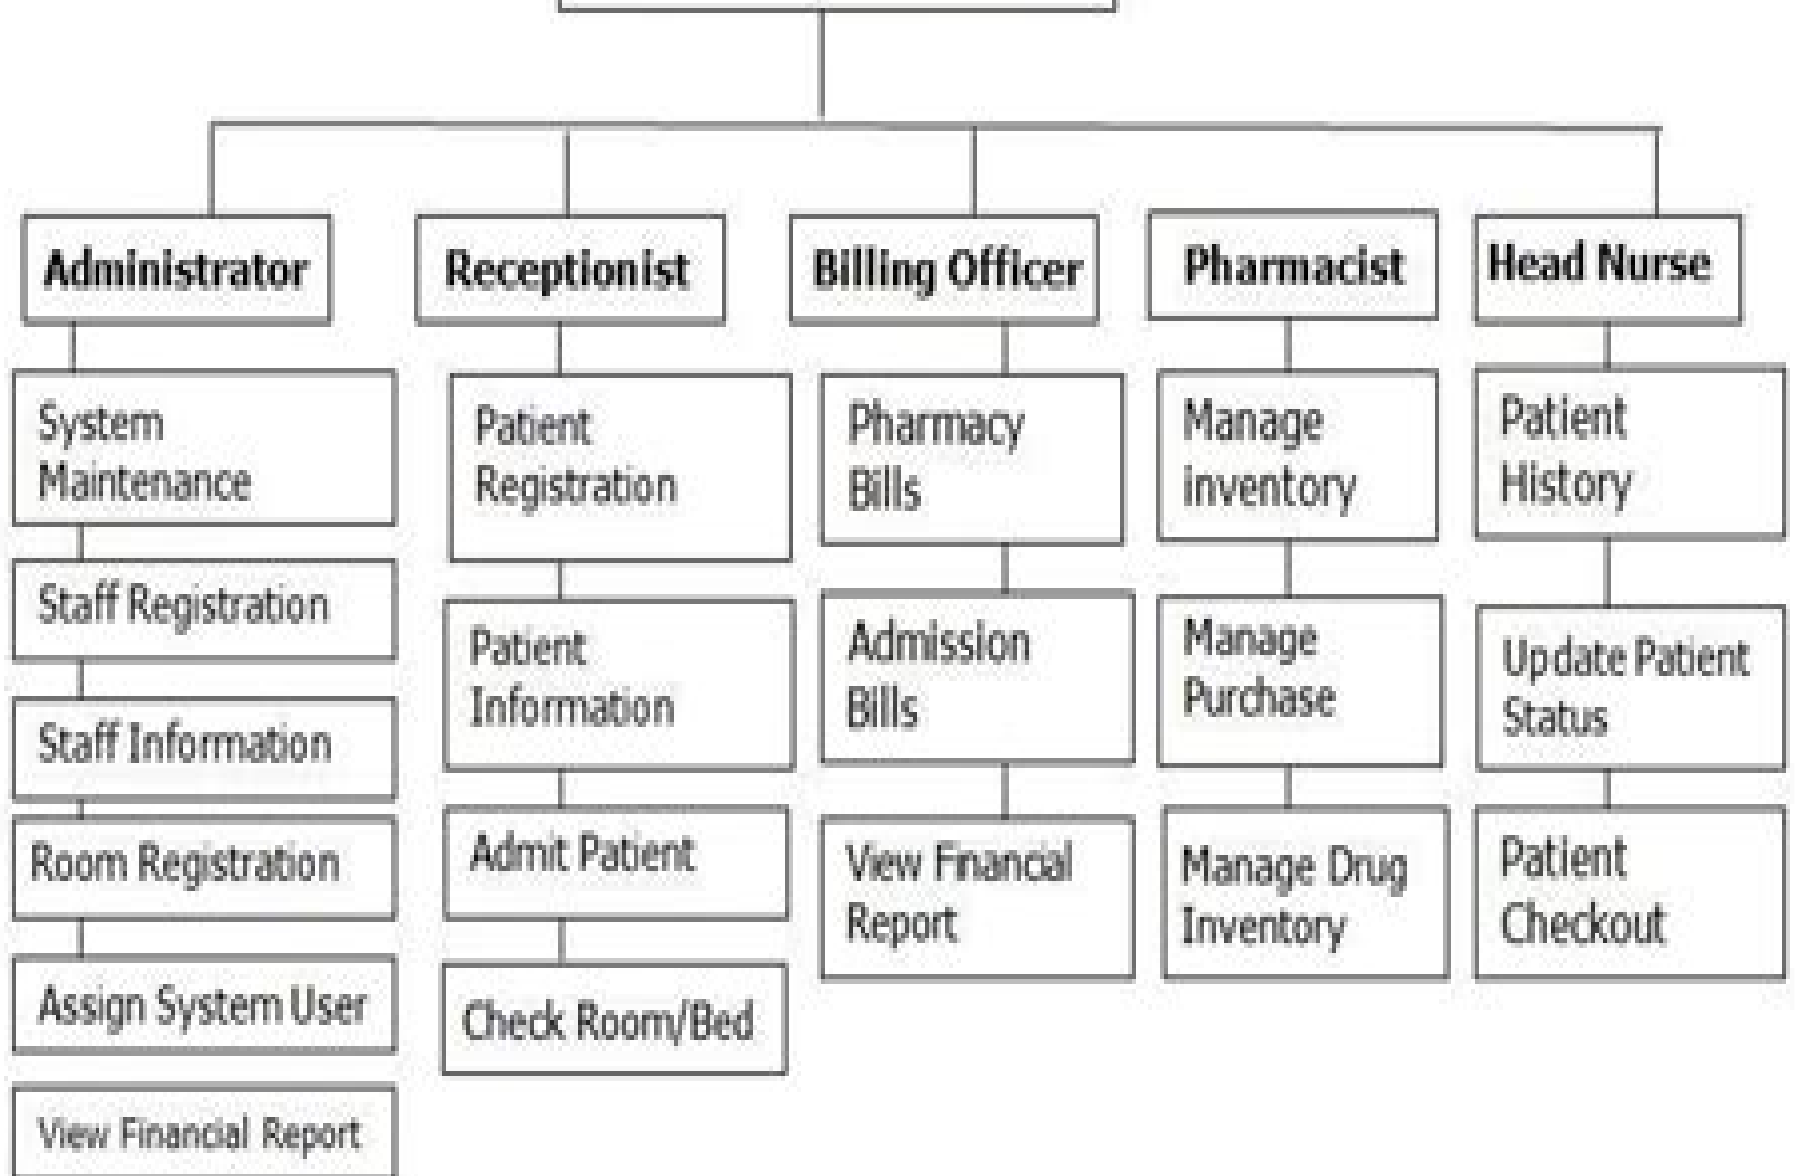 Administrator
Receptionist
Billing Officer
Pharmacist
Head Nurse
System
Maintenance
Staff Registration
Staff Information
Room Registration
Assign System User
View Financial Report
Patient
Registration
Patient
Information
Admit Patient
Check Room/Bed
Pharmacy
Bills
Admission
Bills
View Financial
Report
Manage
inventory
Manage
Purchase
Manage Drug
Inventory
Patient
History
Update Patient
Status
Patient
Checkout